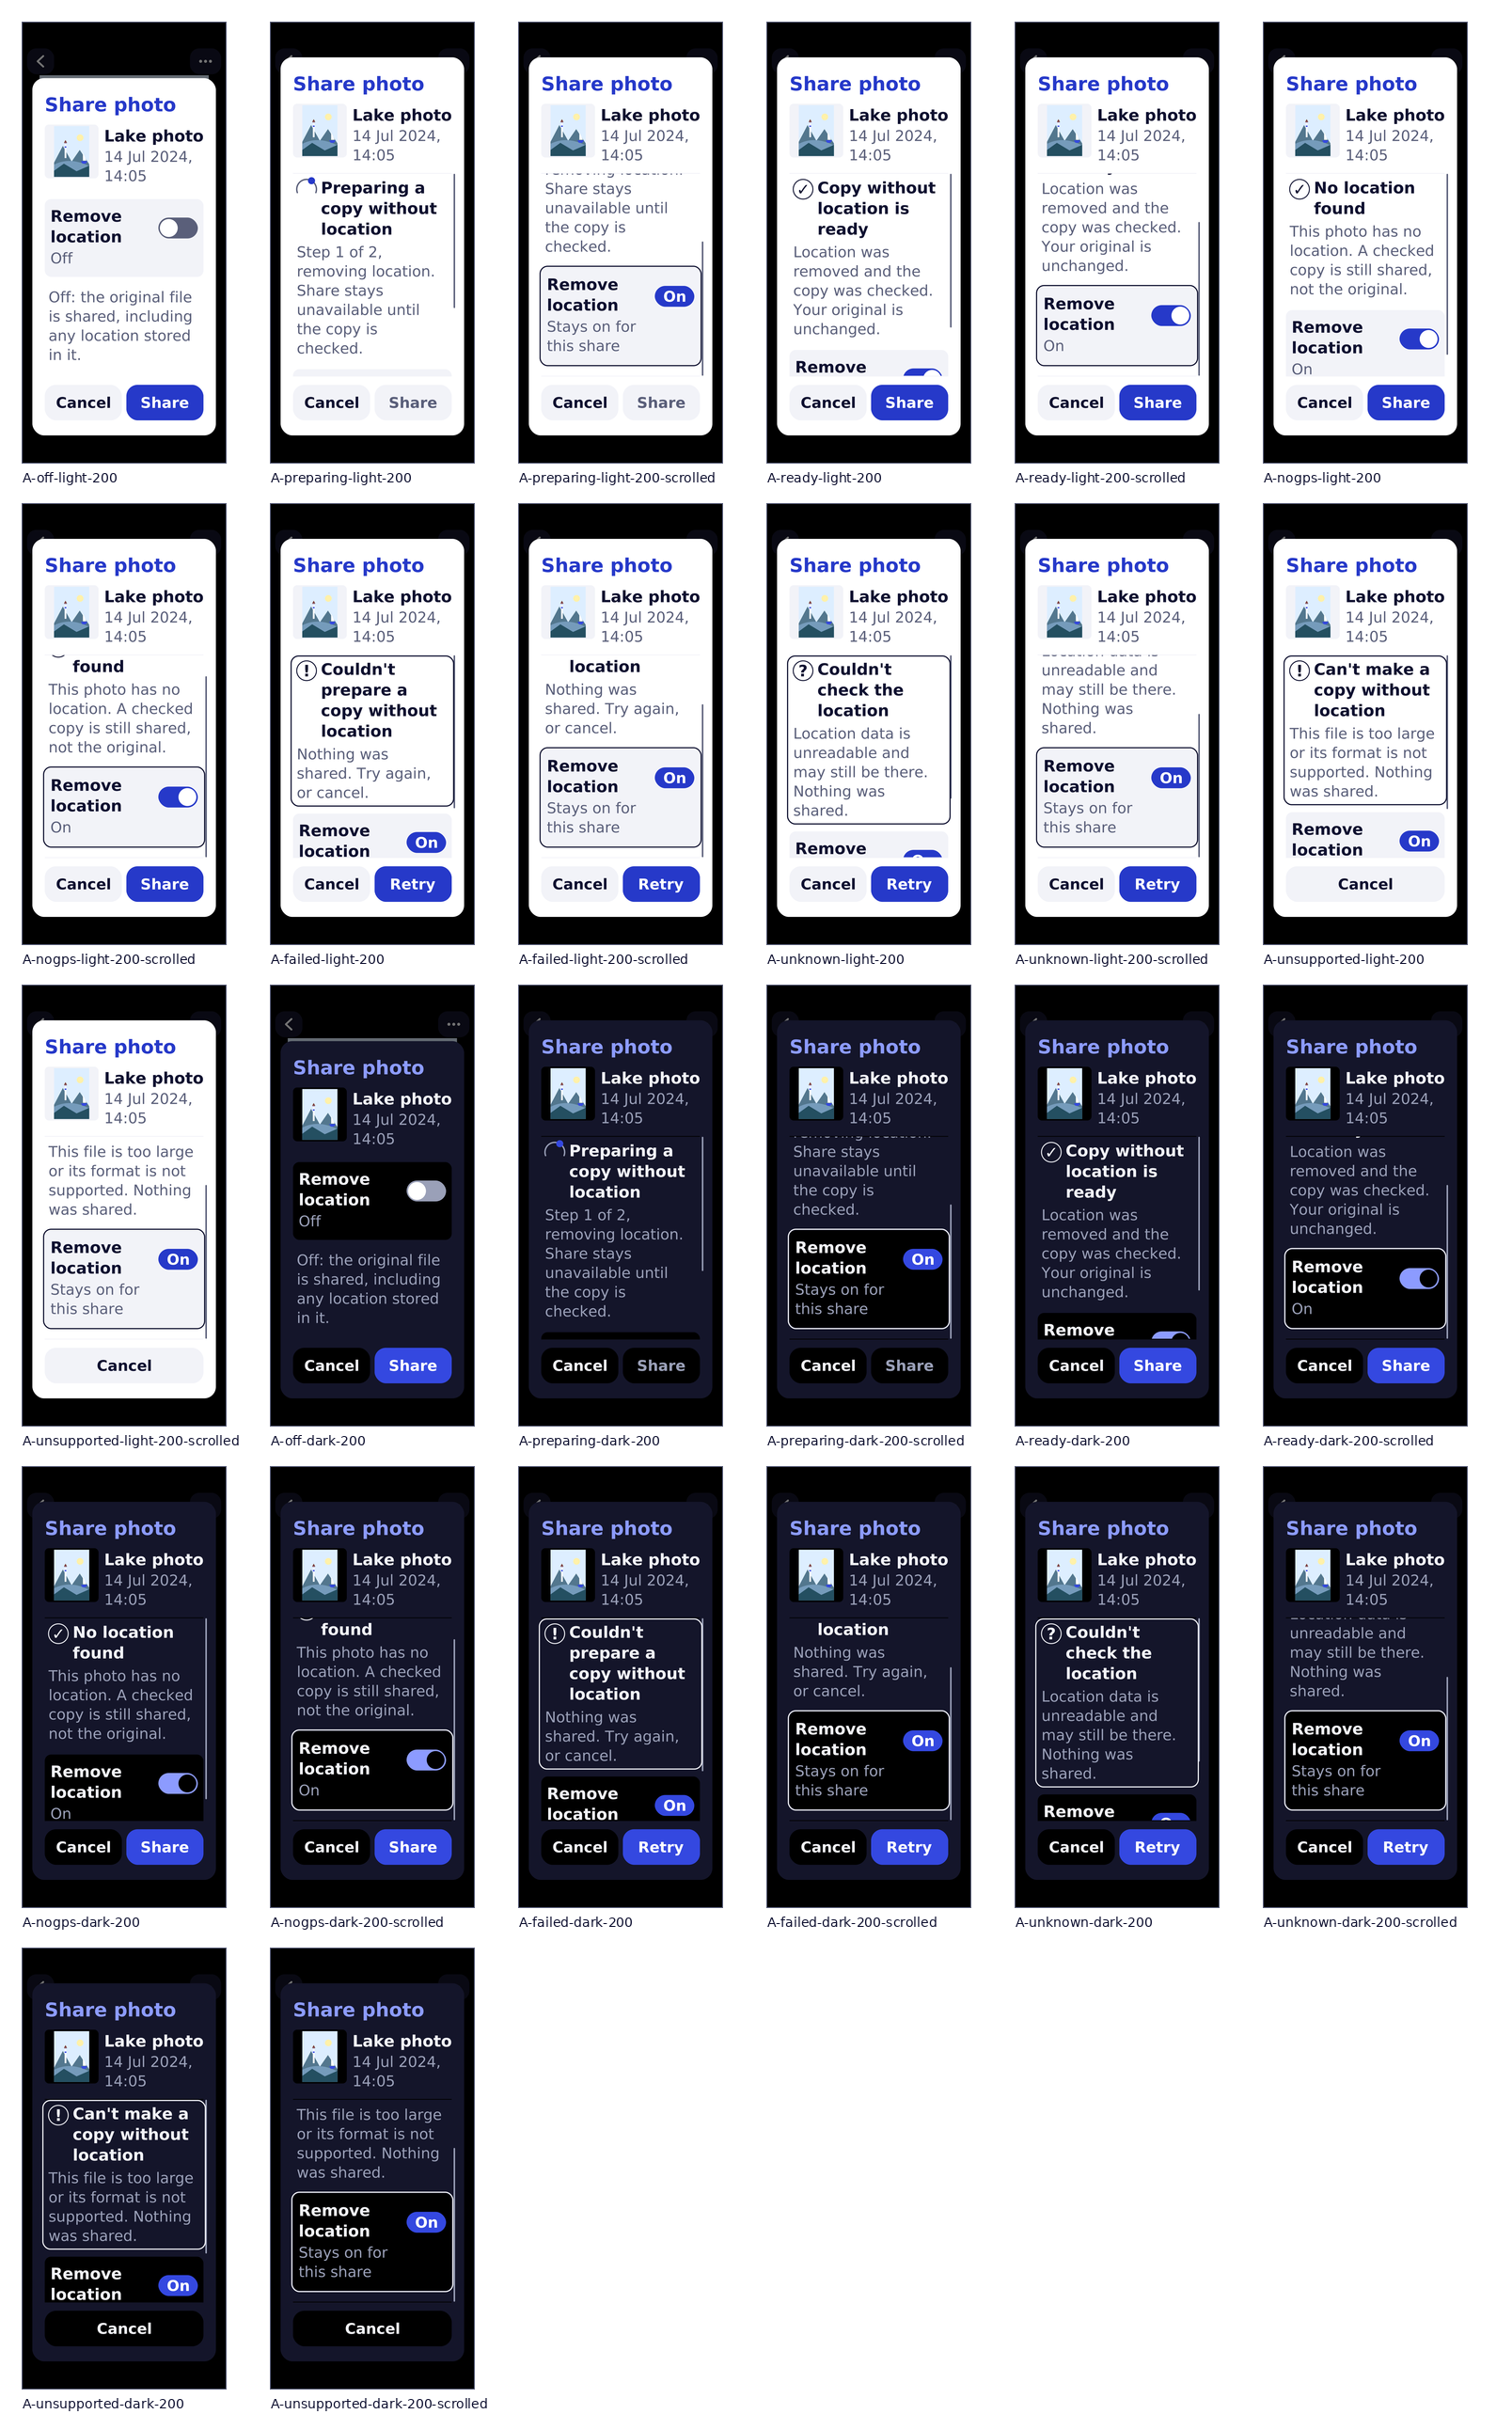 Share photo
Lake photo
14 Jul 2024,
14:05
Remove
location
Off
Off: the original file
is shared, including
any location stored
in it.
Cancel
Share
A-off-light-200
Share photo
Lake photo
14 Jul 2024,
14:05
Preparing a
copy without
location
Step 1 of 2,
removing location.
Share stays
unavailable until
the copy is
checked.
Cancel
Share
A-preparing-light-200
Share photo
Lake photo
14 Jul 2024,
14:05
removing location.
Share stays
unavailable until
the copy is
checked.
Remove
location
On
Stays on for
this share
Cancel
Share
A-preparing-light-200-scrolled
Share photo
Lake photo
14 Jul 2024,
14:05
Copy without
location is
ready
Location was
removed and the
copy was checked.
Your original is
unchanged.
Remove
Cancel
Share
A-ready-light-200
Share photo
Lake photo
14 Jul 2024,
14:05
Location was
removed and the
copy was checked.
Your original is
unchanged.
Remove
location
On
Cancel
Share
A-ready-light-200-scrolled
Share photo
Lake photo
14 Jul 2024,
14:05
No location
found
This photo has no
location. A checked
copy is still shared,
not the original.
Remove
location
On
Cancel
Share
A-nogps-light-200
Share photo
Lake photo
14 Jul 2024,
14:05
found
This photo has no
location. A checked
copy is still shared,
not the original.
Remove
location
On
Cancel
Share
A-nogps-light-200-scrolled
Share photo
Lake photo
14 Jul 2024,
14:05
! Couldn't
prepare a
copy without
location
Nothing was
shared. Try again,
or cancel.
Remove
location
On
Cancel
Retry
A-failed-light-200
Share photo
Lake photo
14 Jul 2024,
14:05
location
Nothing was
shared. Try again,
or cancel.
Remove
location
On
Stays on for
this share
Cancel
Retry
A-failed-light-200-scrolled
Share photo
Lake photo
14 Jul 2024,
14:05
? Couldn't
check the
location
Location data is
unreadable and
may still be there.
Nothing was
shared.
Remove
Cancel
Retry
A-unknown-light-200
Share photo
Lake photo
14 Jul 2024,
14:05
Location data is
unreadable and
may still be there.
Nothing was
shared.
Remove
location
On
Stays on for
this share
Cancel
Retry
A-unknown-light-200-scrolled
Share photo
Lake photo
14 Jul 2024,
14:05
! Can't make a
copy without
location
This file is too large
or its format is not
supported. Nothing
was shared.
Remove
location
On
Cancel
A-unsupported-light-200
Share photo
Lake photo
14 Jul 2024,
14:05
This file is too large
or its format is not
supported. Nothing
was shared.
Remove
location
On
Stays on for
this share
Cancel
A-unsupported-light-200-scrolled
Share photo
Lake photo
14 Jul 2024,
14:05
Remove
location
Off
Off: the original file
is shared, including
any location stored
in it.
Cancel
Share
A-off-dark-200
Share photo
Lake photo
14 Jul 2024,
14:05
Preparing a
copy without
location
Step 1 of 2,
removing location.
Share stays
unavailable until
the copy is
checked.
Cancel
Share
A-preparing-dark-200
Share photo
Lake photo
14 Jul 2024,
14:05
removing location.
Share stays
unavailable until
the copy is
checked.
Remove
location
On
Stays on for
this share
Cancel
Share
A-preparing-dark-200-scrolled
Share photo
Lake photo
14 Jul 2024,
14:05
Copy without
location is
ready
Location was
removed and the
copy was checked.
Your original is
unchanged.
Remove
Cancel
Share
A-ready-dark-200
Share photo
Lake photo
14 Jul 2024,
14:05
Location was
removed and the
copy was checked.
Your original is
unchanged.
Remove
location
On
Cancel
Share
A-ready-dark-200-scrolled
Share photo
Lake photo
14 Jul 2024,
14:05
No location
found
This photo has no
location. A checked
copy is still shared,
not the original.
Remove
location
On
Cancel
Share
A-nogps-dark-200
Share photo
Lake photo
14 Jul 2024,
14:05
found
This photo has no
location. A checked
copy is still shared,
not the original.
Remove
location
On
Cancel
Share
A-nogps-dark-200-scrolled
Share photo
Lake photo
14 Jul 2024,
14:05
! Couldn't
prepare a
copy without
location
Nothing was
shared. Try again,
or cancel.
Remove
location
On
Cancel
Retry
A-failed-dark-200
Share photo
Lake photo
14 Jul 2024,
14:05
location
Nothing was
shared. Try again,
or cancel.
Remove
location
On
Stays on for
this share
Cancel
Retry
A-failed-dark-200-scrolled
Share photo
Lake photo
14 Jul 2024,
14:05
? Couldn't
check the
location
Location data is
unreadable and
may still be there.
Nothing was
shared.
Remove
Cancel
Retry
A-unknown-dark-200
Share photo
Lake photo
14 Jul 2024,
14:05
Location data is
unreadable and
may still be there.
Nothing was
shared.
Remove
location
On
Stays on for
this share
Cancel
Retry
A-unknown-dark-200-scrolled
Share photo
Lake photo
14 Jul 2024,
14:05
! Can't make a
copy without
location
This file is too large
or its format is not
supported. Nothing
was shared.
Remove
location
On
Cancel
A-unsupported-dark-200
Share photo
Lake photo
14 Jul 2024,
14:05
This file is too large
or its format is not
supported. Nothing
was shared.
Remove
location
On
Stays on for
this share
Cancel
A-unsupported-dark-200-scrolled